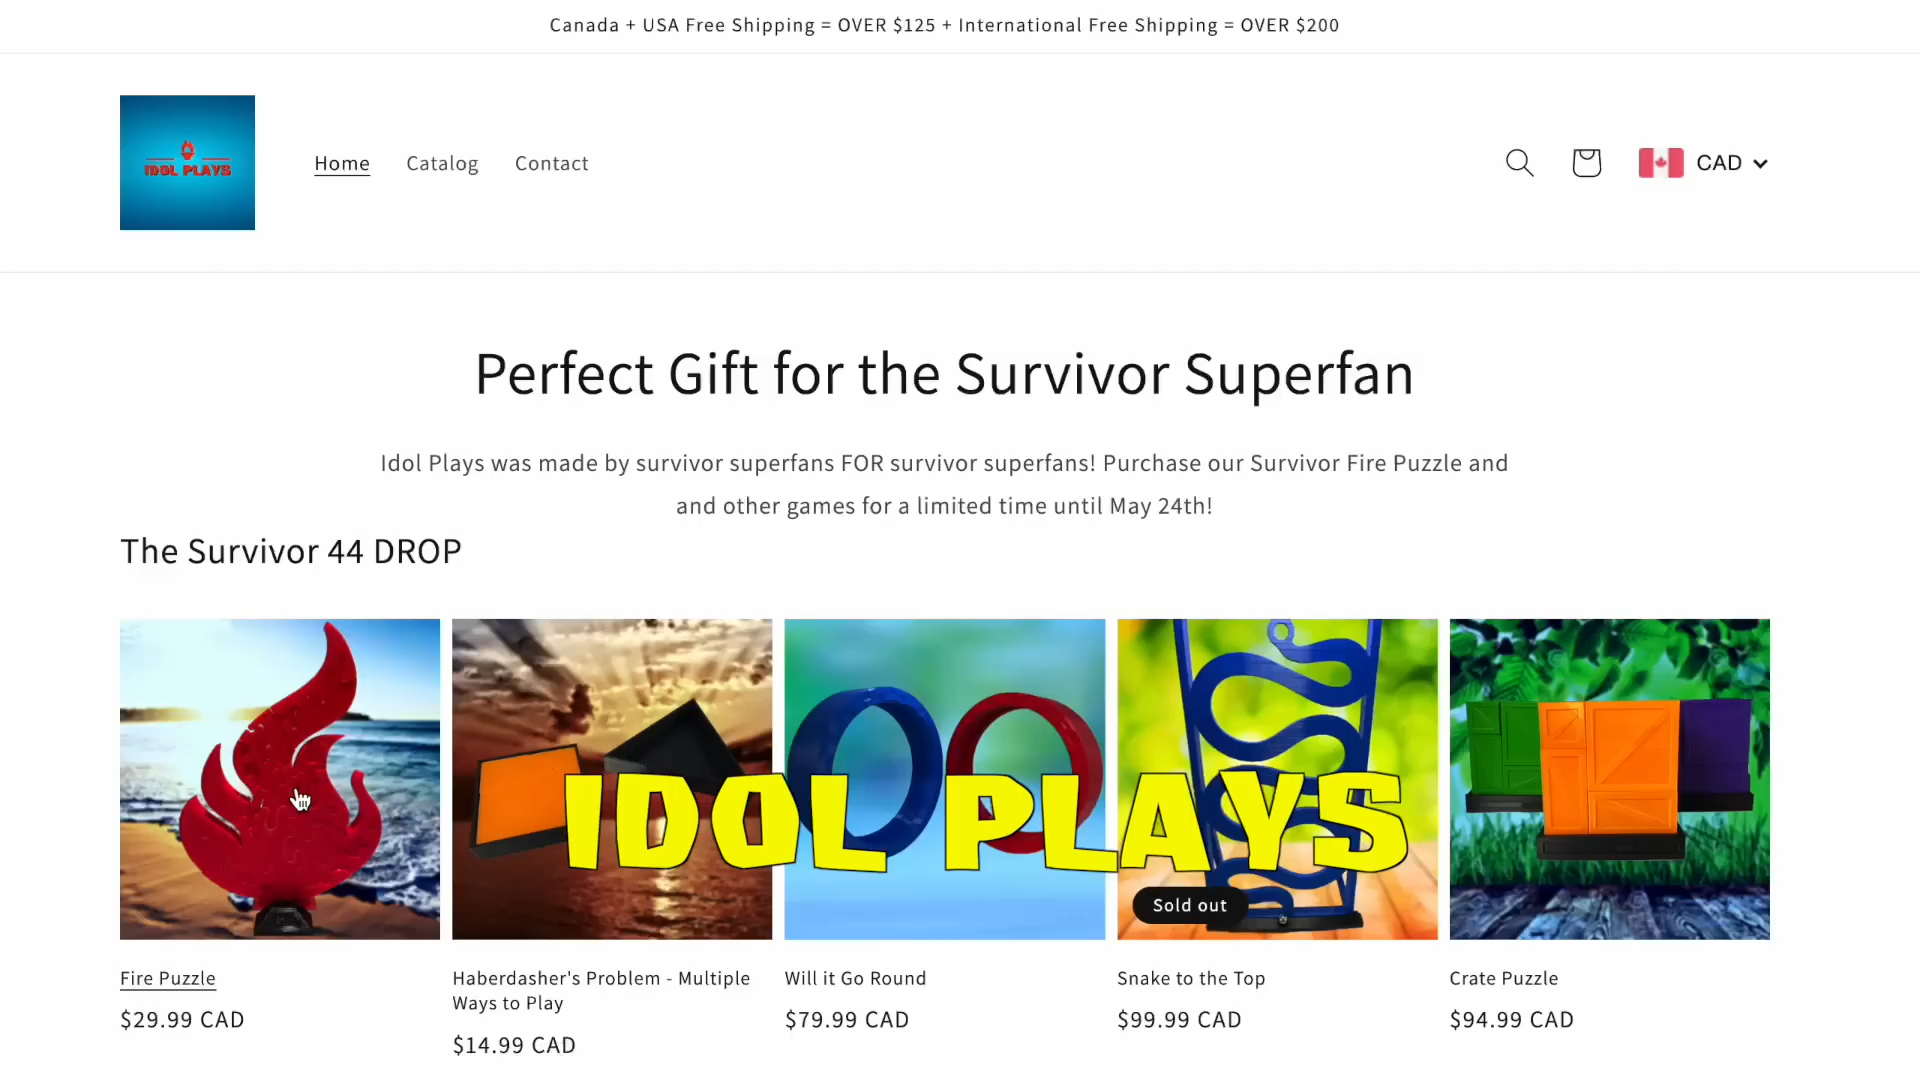 Canada + USA Free Shipping = OVER $125 + International Free Shipping = OVER $200
IDOL PLAYS
Home
Catalog
Contact
CAD
Perfect Gift for the Survivor Superfan
Idol Plays was made by survivor superfans FOR survivor superfans! Purchase our Survivor Fire Puzzle and
and other games for a limited time until May 24th!
The Survivor 44 DROP
IDOL PLAYS
Sold out
Fire Puzzle
$29.99 CAD
Haberdasher's Problem - Multiple
Ways to Play
$14.99 CAD
Will it Go Round
$79.99 CAD
Snake to the Top
$99.99 CAD
Crate Puzzle
$94.99 CAD